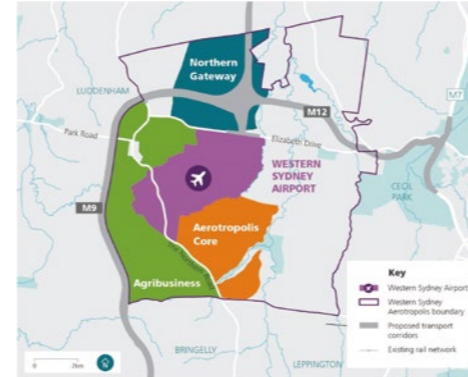 Northern
Gateway
LUDDENHAM
M7
M12
Park Road
Elizabeth Drive
WESTERN
SYDNEY
AIRPORT
CECIL
PARK
M9
Aerotropolis
Core
Agribusiness
Key
Western Sydney Airport
Western Sydney
Aerotropolis boundary
Proposed transport
corridors
Existing rail network
BRINGELLY
LEPPINGTON
0
2km